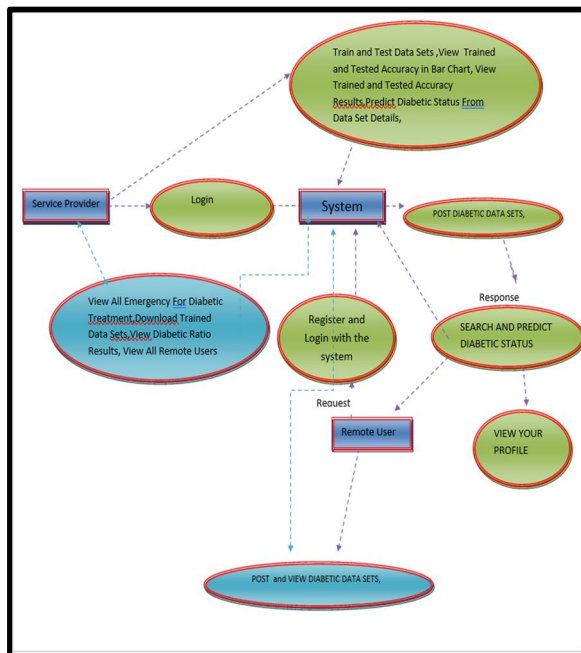 Train and Test Data Sets ,View Trained
and Tested Accuracy in Bar Chart, View
Trained and Tested Accuracy
Results,Predict Diabetic Status From
Data Set Details,
Service Provider
Login
System
POST DIABETIC DATA SETS,
Response
View All Emergency For Diabetic
Treatment,Download Trained
Data Sets,View Diabetic Ratio
Results, View All Remote Users
Register and
Login with the
system
SEARCH AND PREDICT
DIABETIC STATUS
Request
Remote User
VIEW YOUR
PROFILE
POST and VIEW DIABETIC DATA SETS,